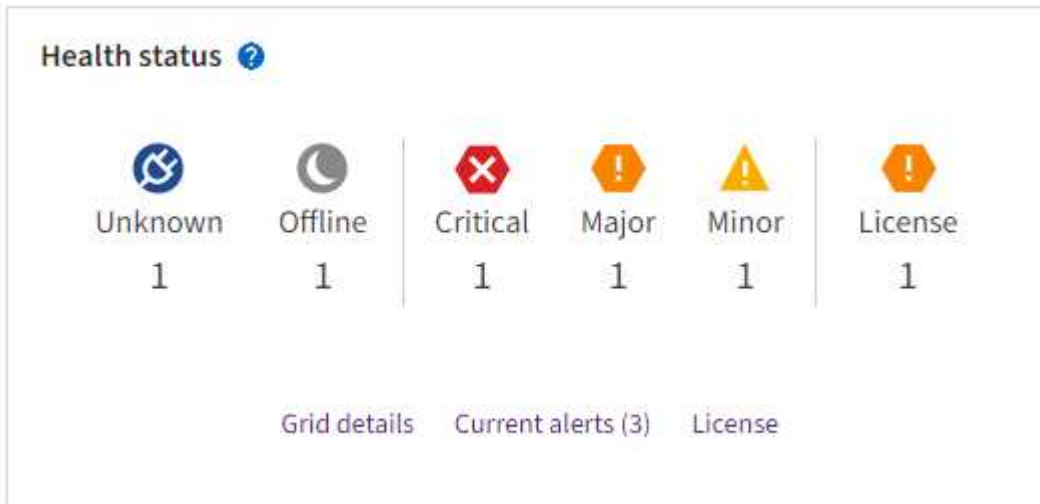 Health status ?
Unknown Offline Critical Major Minor License
1 1 1 1 1 1
Grid details Current alerts (3) License